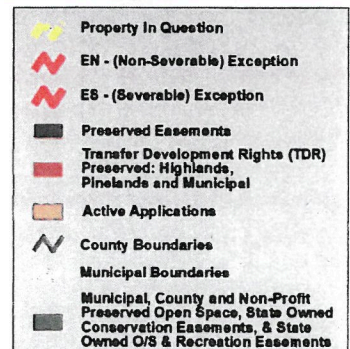 Property In Question
EN - (Non-Severable) Exception
ES - (Severable) Exception
Preserved Easements
Transfer Development Rights (TDR)
Preserved: Highlands,
Pinelands and Municipal
Active Applications
County Boundaries
Municipal Boundaries
Municipal, County and Non-Profit
Preserved Open Space, State Owned
Conservation Easements, & State
Owned O/S & Recreation Easements